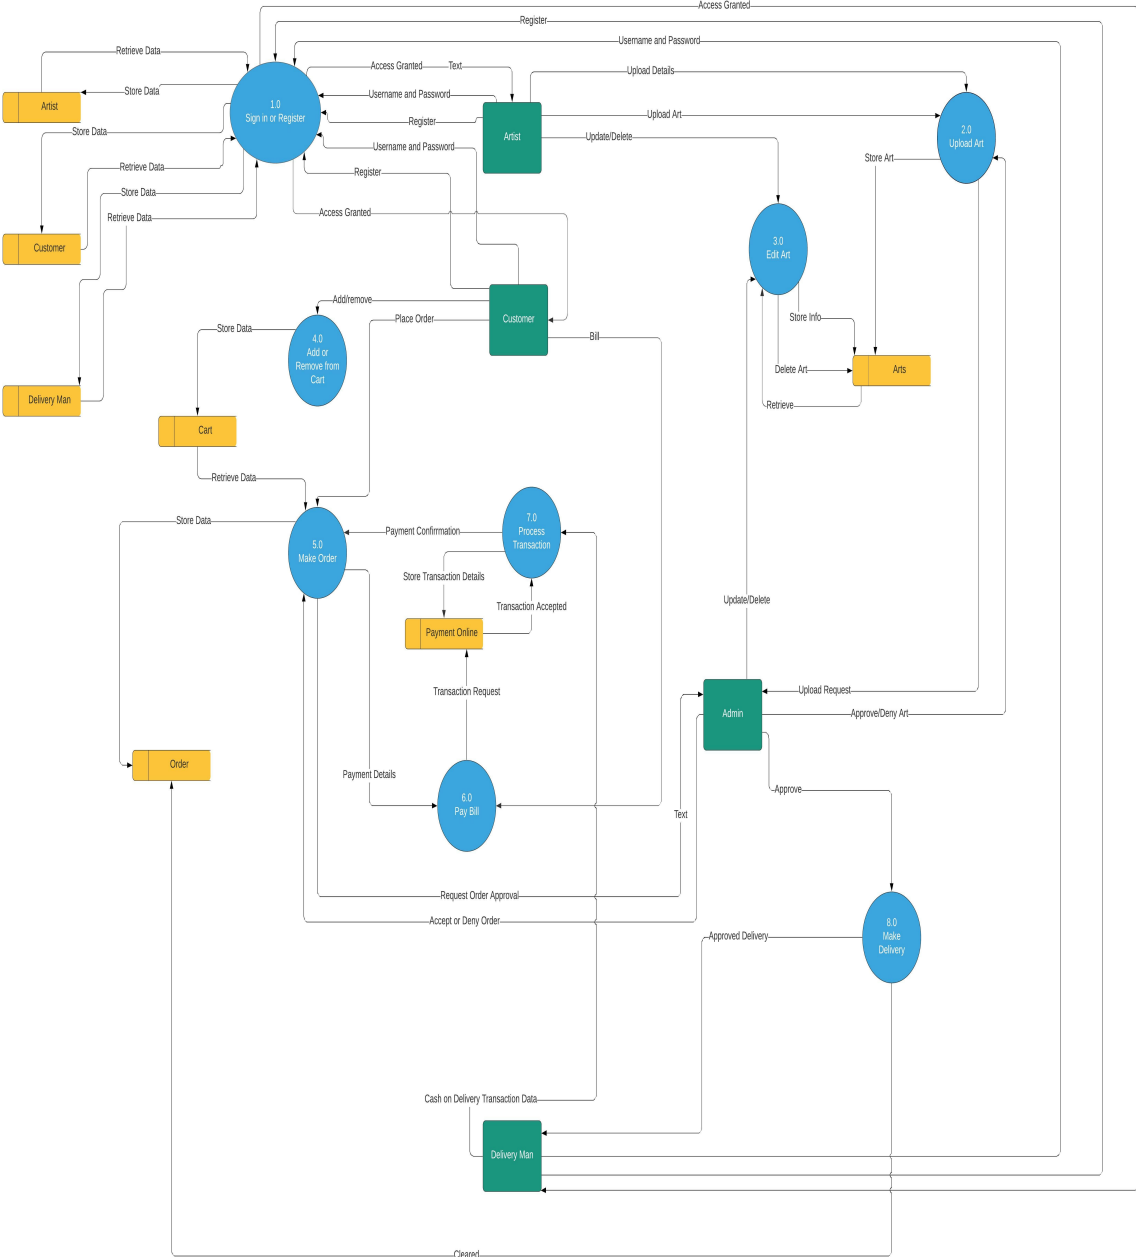 Access Granted
Register
Username and Password
Retrieve Data
Access Granted
Text
Upload Details
Store Data
Username and Password
Artist
1.0
Sign in or Register
Upload Art
Register
2.0
Upload Art
Store Data
Artist
Update/Delete
Username and Password
Store Art
Retrieve Data
Register
Store Data
Retrieve Data
Access Granted
3.0
Edit Art
Customer
Add/remove
Store Info
Place Order
Customer
Store Data
4.0
Add or
Remove from
Cart
Bill
Delete Art
Arts
Delivery Man
Retrieve
Cart
Retrieve Data
Store Data
7.0
Process
Transaction
Payment Confirrmation
5.0
Make Order
Store Transaction Details
Update/Delete
Transaction Accepted
Payment Online
Transaction Request
Upload Request
Admin
Approve/Deny Art
Order
Payment Details
Approve
6.0
Pay Bill
Text
Request Order Approval
Accept or Deny Order
8.0
Make
Delivery
Approved Delivery
Cash on Delivery Transaction Data
Delivery Man
Cleared